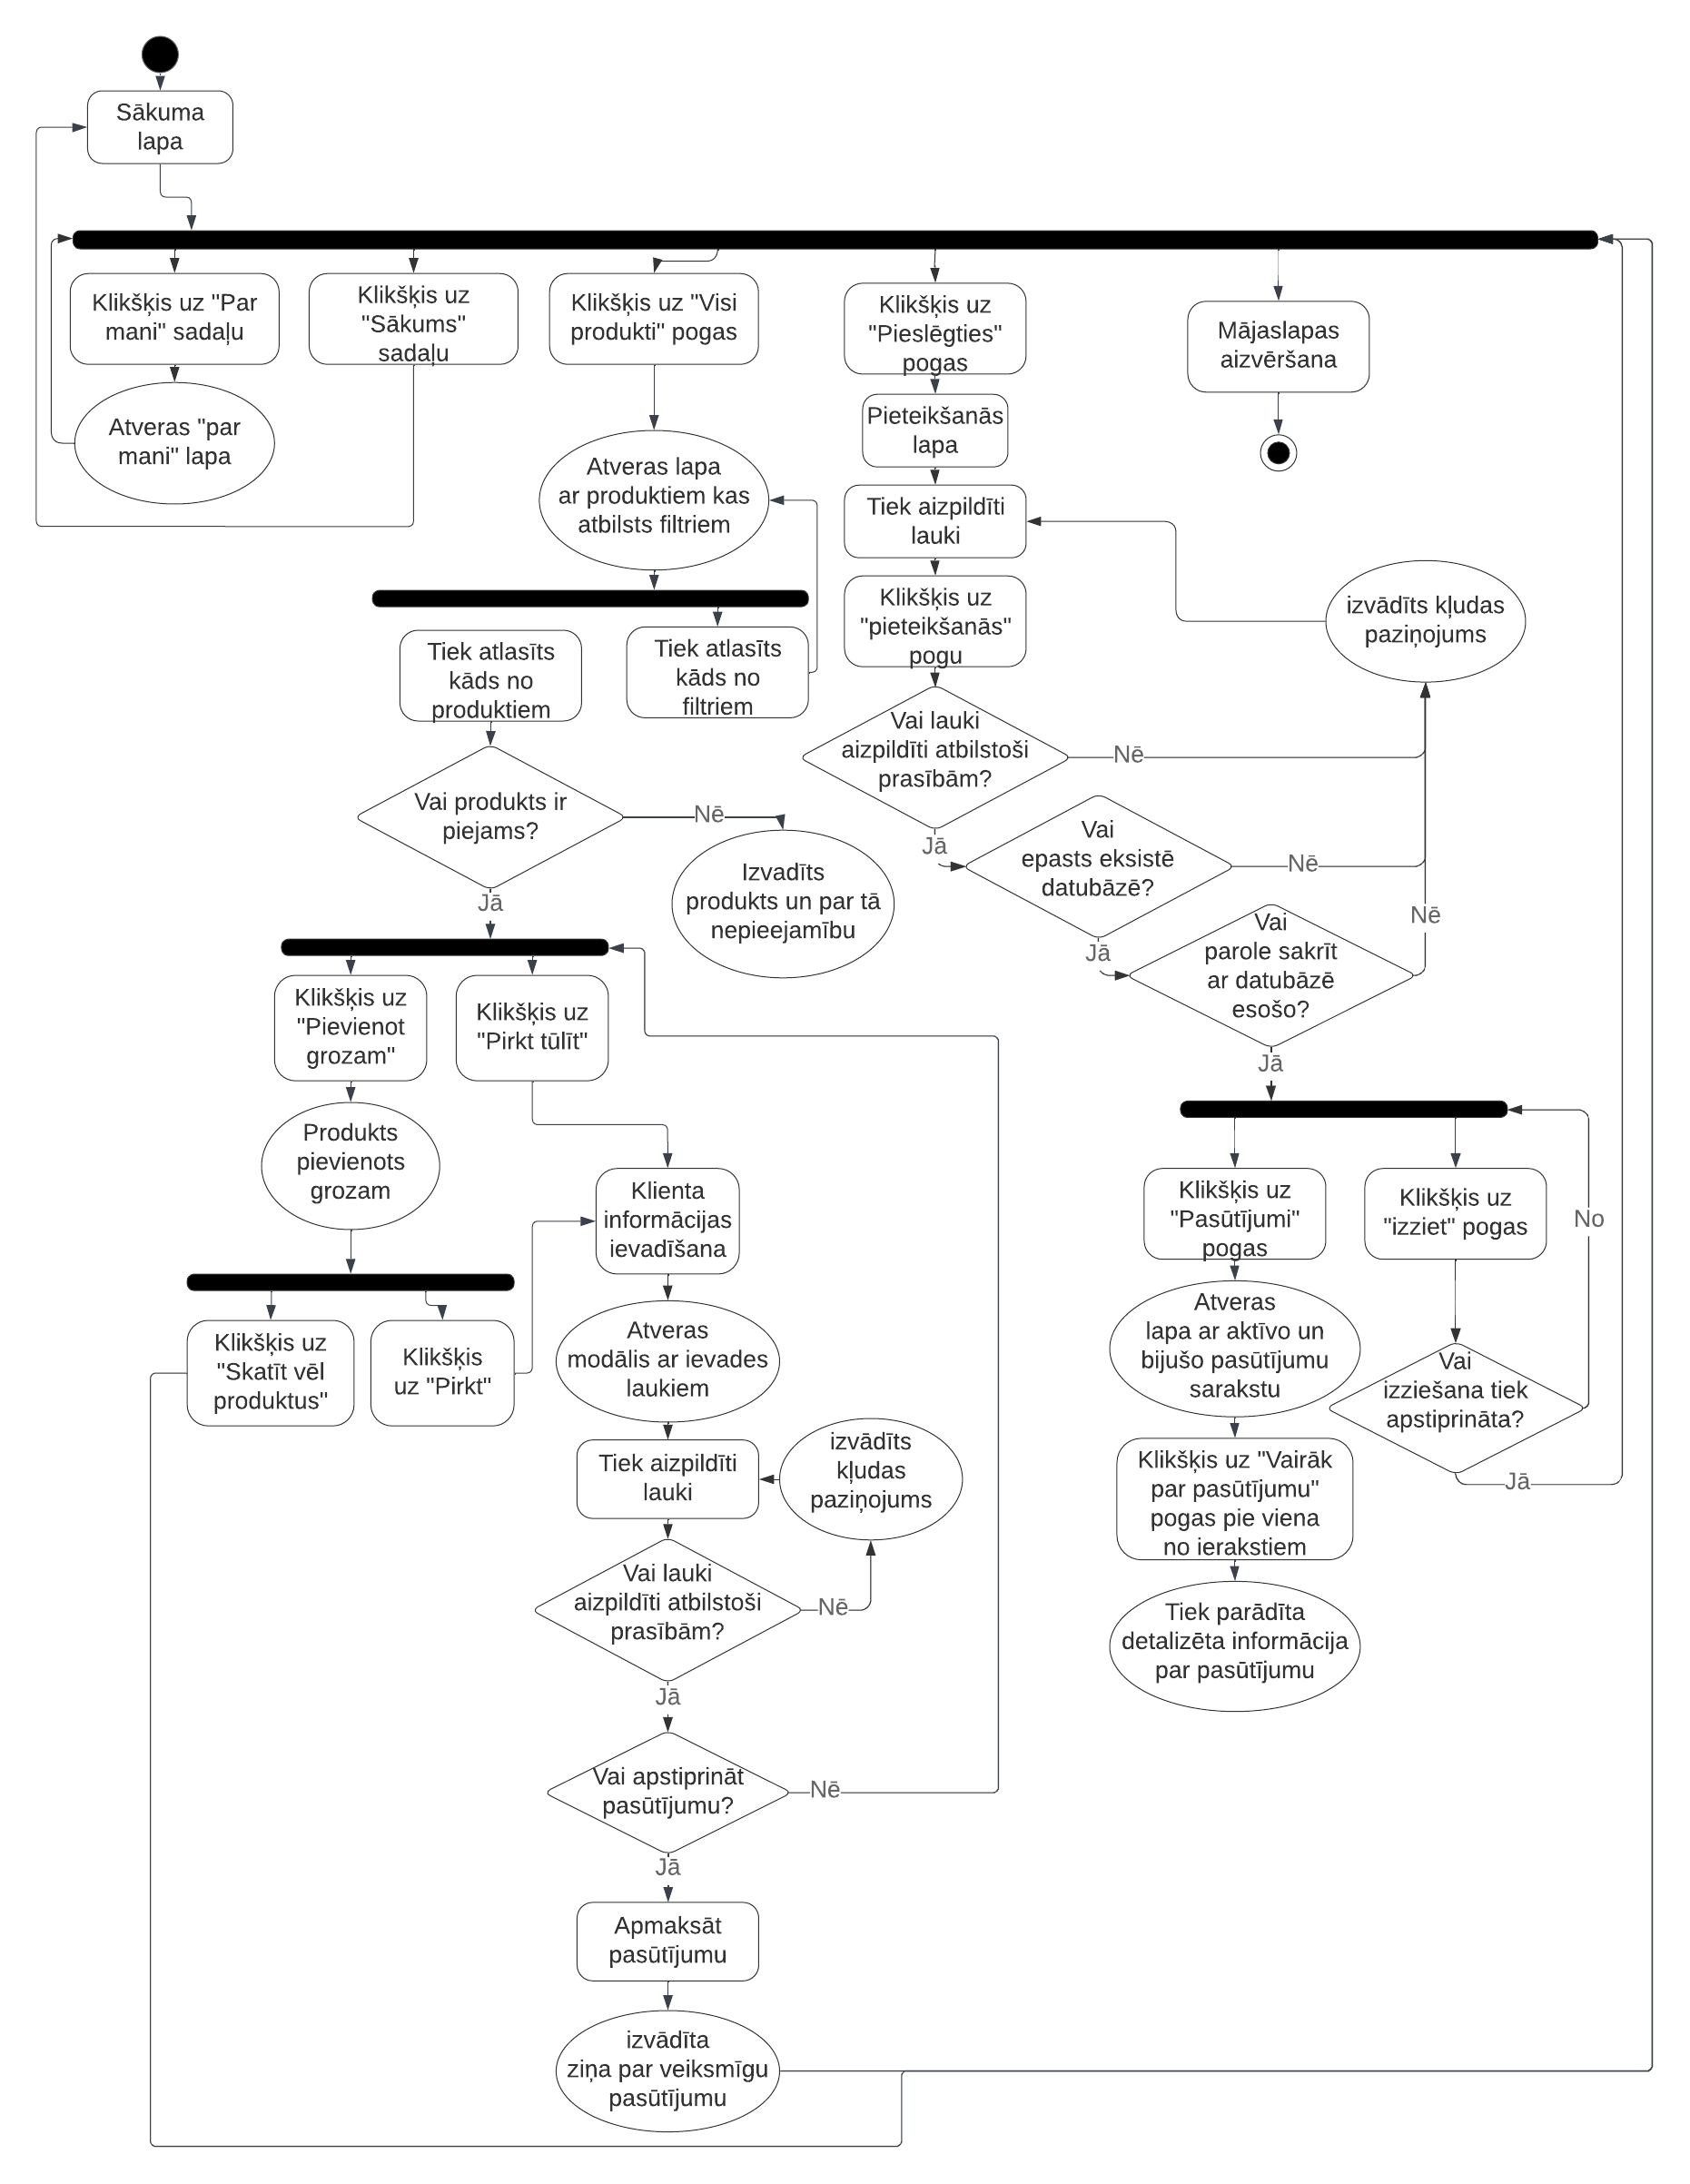 Sākuma
lapa
Klikšķis uz "Par
mani" sadaļu
Atveras "par
mani" lapa
Klikšķis uz
"Sākums"
sadaļu
Klikšķis uz "Visi
produkti" pogas
Atveras lapa
ar produktiem kas
atbilsts filtriem
Klikšķis uz
"Pieslēgties"
pogas
Pieteikšanās
lapa
Tiek aizpildīti
lauki
Klikšķis uz
"pieteikšanās"
pogu
Mājaslapas
aizvēršana
izvādīts kļudas
paziņojums
Tiek atlasīts
kāds no
produktiem
Tiek atlasīts
kāds no
filtriem
Vai lauki
aizpildīti atbilstoši
prasībām?
Nē
Jā
Vai produkts ir
piejams?
Nē
Jā
Izvadīts
produkts un par tā
nepieejamību
Vai
epasts eksistē
datubāzē?
Nē
Jā
Vai
parole sakrīt
ar datubāzē
esošo?
Nē
Jā
Klikšķis uz
"Pievienot
grozam"
Klikšķis uz
"Pirkt tūlīt"
Produkts
pievienots
grozam
Klienta
informācijas
ievadīšana
Klikšķis uz
"Pasūtījumi"
pogas
Klikšķis uz
"izziet" pogas
No
Klikšķis uz
"Skatīt vēl
produktus"
Klikšķis
uz "Pirkt"
Atveras
modālis ar ievades
laukiem
Atveras
lapa ar aktīvo un
bijušo pasūtījumu
sarakstu
Vai
izziešana tiek
apstiprināta?
Jā
Tiek aizpildīti
lauki
izvādīts
kļudas
paziņojums
Klikšķis uz "Vairāk
par pasūtījumu"
pogas pie viena
no ierakstiem
Vai lauki
aizpildīti atbilstoši
prasībām?
Nē
Jā
Tiek parādīta
detalizēta informācija
par pasūtījumu
Vai apstiprināt
pasūtījumu?
Nē
Jā
Apmaksāt
pasūtījumu
izvādīta
ziņa par veiksmīgu
pasūtījumu